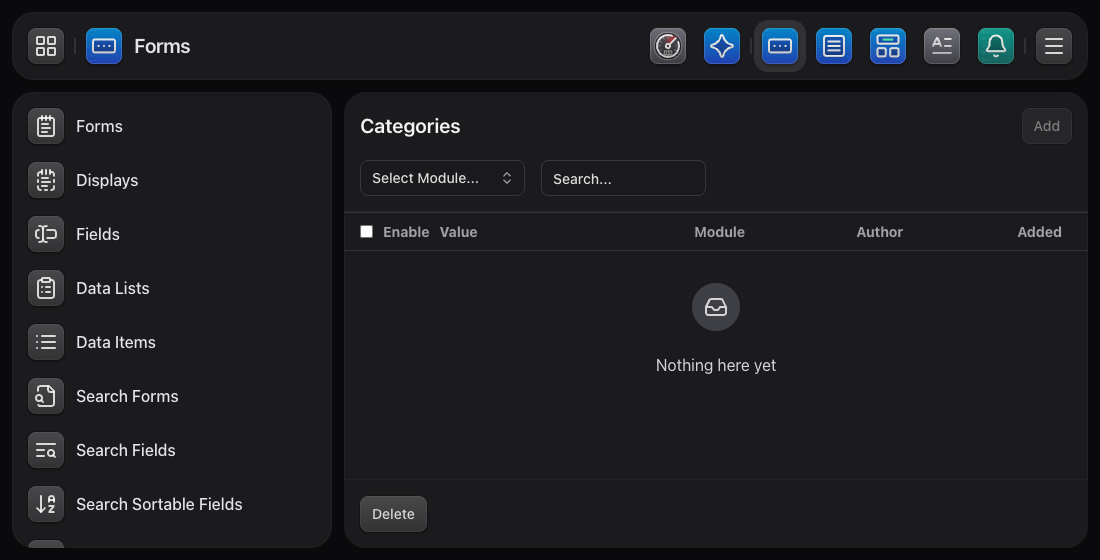 Forms
Forms
Displays
Fields
Data Lists
Data Items
Search Forms
Search Fields
Search Sortable Fields
Categories
Add
Select Module...
Search...
Enable Value Module Author Added
Nothing here yet
Delete